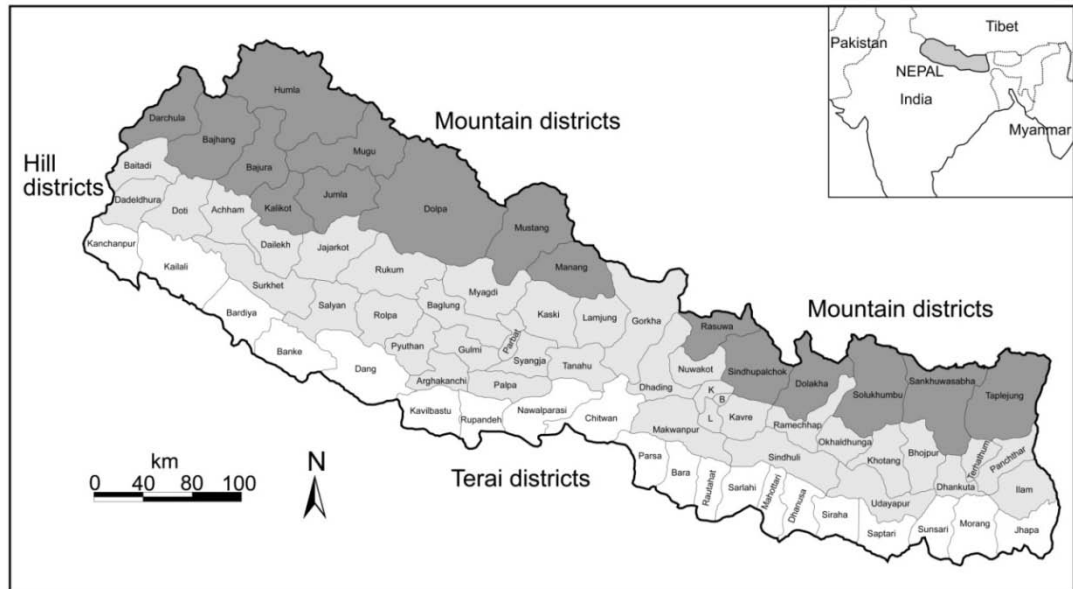 Pakistan
Tibet
NEPAL
India
Myanmar
Mountain districts
Hill
districts
Mountain districts
Terai districts
Humla
Darchula
Bajhang
Mugu
Bajura
Baitadi
Jumla
Dadeldhura
Doti
Achham
Kalikot
Dolpa
Mustang
Kanchanpur
Dailekh
Jajarkot
Manang
Kailali
Rukum
Surkhet
Myagdi
Salyan
Baglung
Kaski
Lamjung
Gorkha
Bardiya
Rolpa
Parbat
Rasuwa
Banke
Pyuthan
Gulmi
Syangja
Tanahu
Nuwakot
Sindhupalchok
Dolakha
Solukhumbu
Sankhuwasabha
Taplejung
Dang
Arghakanchi
Palpa
Dhading
K
B
L
Kavre
Ramechhap
Kavilbastu
Rupandeh
Nawalparasi
Chitwan
Makwanpur
Okhaldhunga
Sindhuli
Khotang
Bhojpur
Terhathum
Panchthar
Dhankuta
Ilam
Parsa
Bara
Rautahat
Sarlahi
Mahottari
Dhanusa
Siraha
Udayapur
Saptari
Sunsari
Morang
Jhapa
km
0 40 60 80 100
N